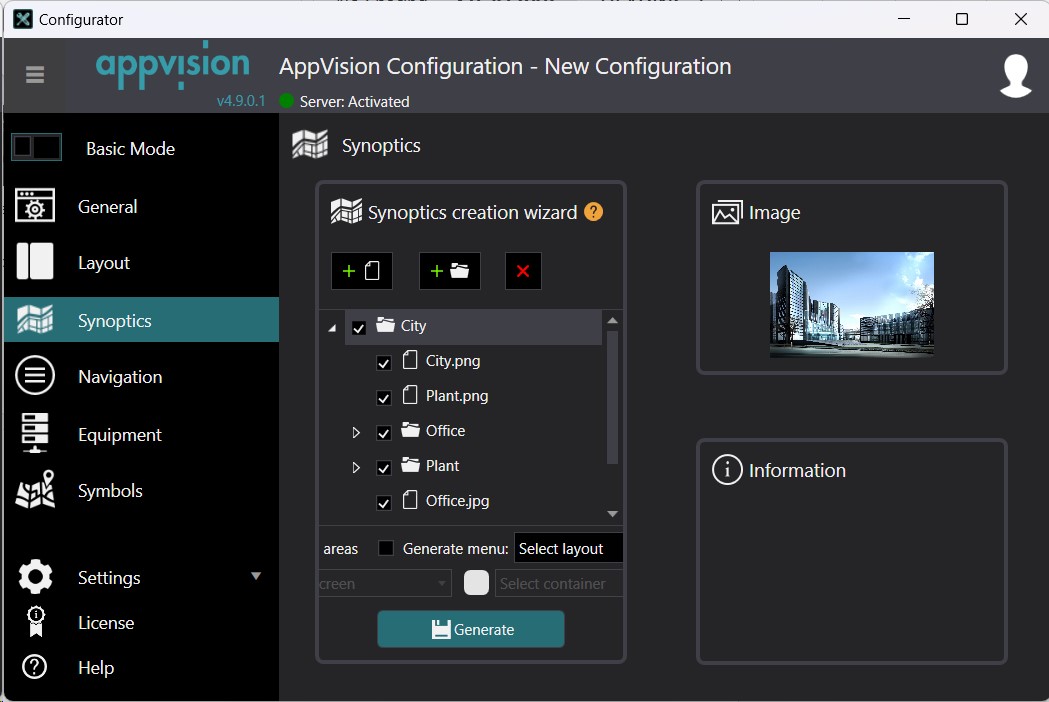 Configurator
appvision
v4.9.0.1
AppVision Configuration - New Configuration
Server: Activated
Basic Mode
General
Layout
Synoptics
Navigation
Equipment
Symbols
Settings
License
Help
Synoptics
Synoptics creation wizard ?
City
City.png
Plant.png
Office
Plant
Office.jpg
areas Generate menu: Select layout
creen Select container
Generate
Image
Information